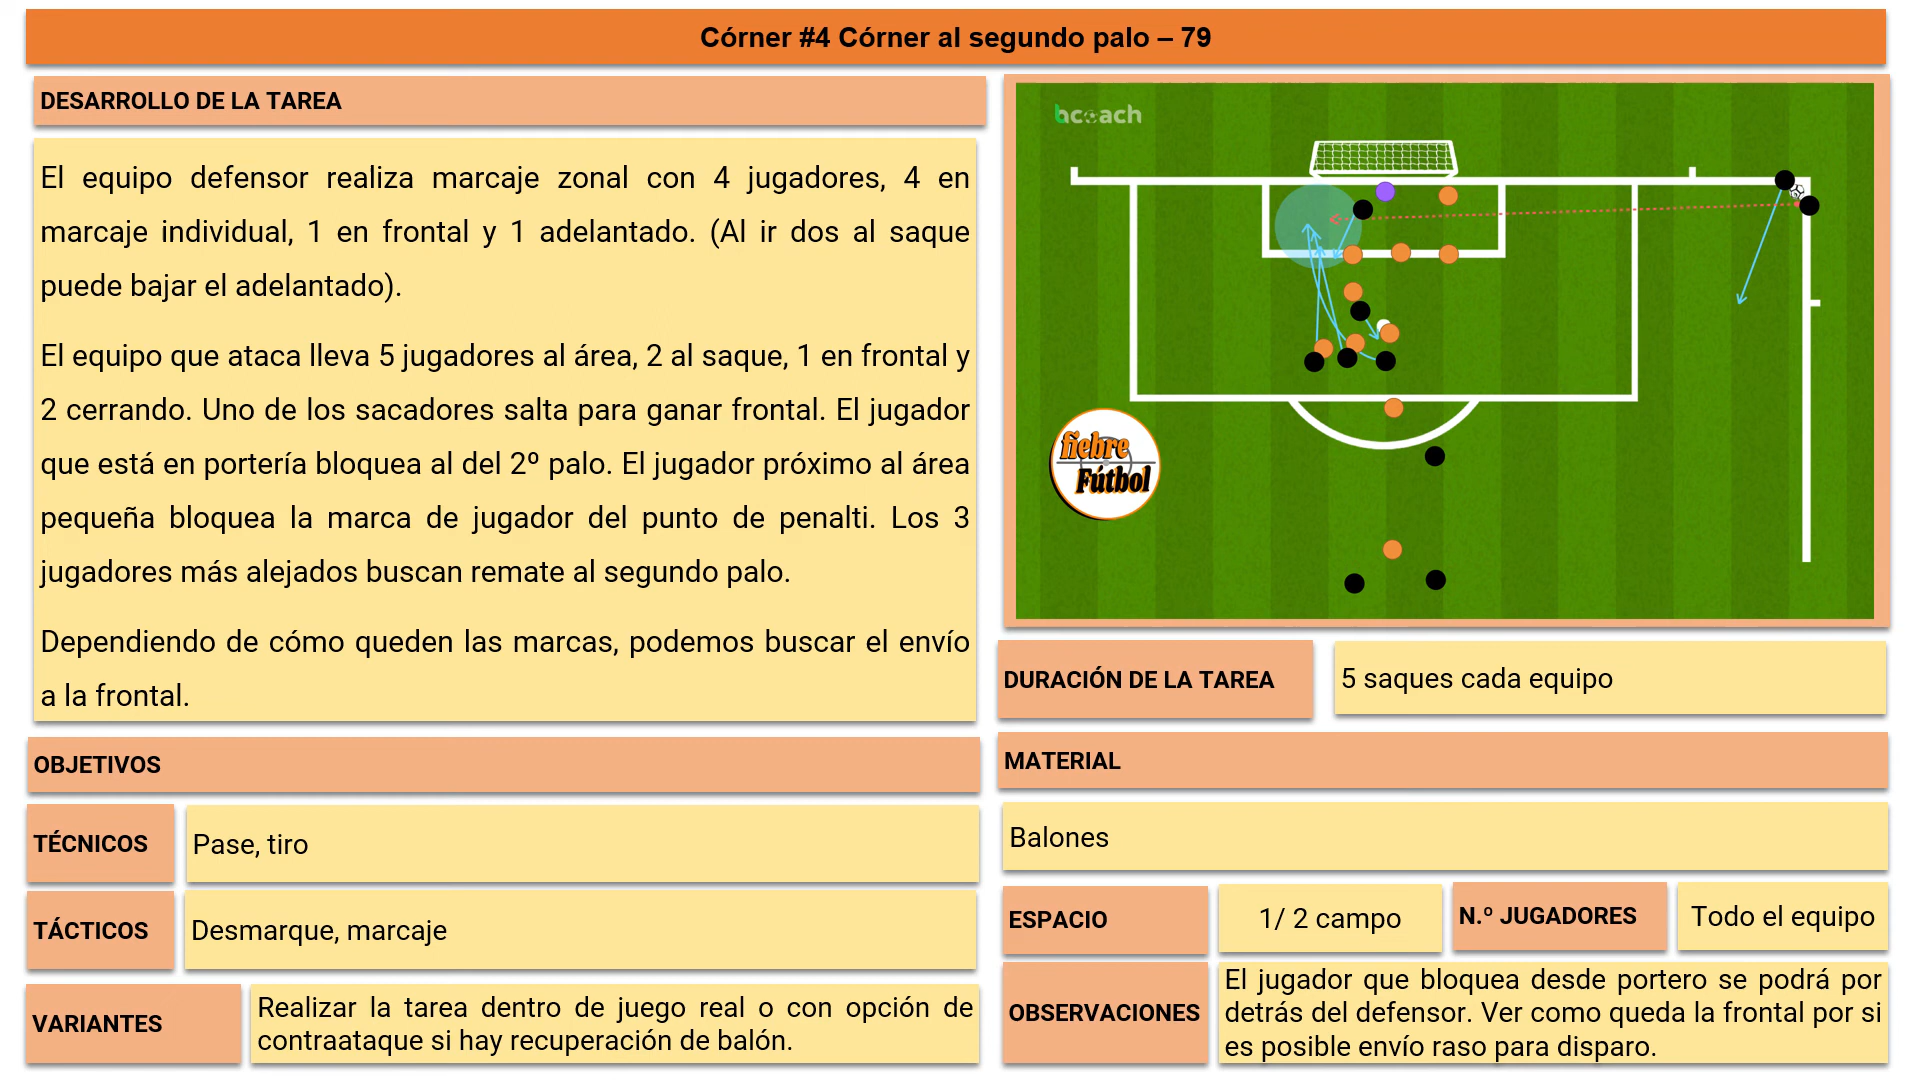 Córner #4 Córner al segundo palo – 79
DESARROLLO DE LA TAREA
El equipo defensor realiza marcaje zonal con 4 jugadores, 4 en
marcaje individual, 1 en frontal y 1 adelantado. (Al ir dos al saque
puede bajar el adelantado).
El equipo que ataca lleva 5 jugadores al área, 2 al saque, 1 en frontal y
2 cerrando. Uno de los sacadores salta para ganar frontal. El jugador
que está en portería bloquea al del 2º palo. El jugador próximo al área
pequeña bloquea la marca de jugador del punto de penalti. Los 3
jugadores más alejados buscan remate al segundo palo.
Dependiendo de cómo queden las marcas, podemos buscar el envío
a la frontal.
bcoach
fiebre
Fútbol
DURACIÓN DE LA TAREA
5 saques cada equipo
OBJETIVOS
TÉCNICOS
Pase, tiro
TÁCTICOS
Desmarque, marcaje
VARIANTES
Realizar la tarea dentro de juego real o con opción de
contraataque si hay recuperación de balón.
MATERIAL
Balones
ESPACIO
1/ 2 campo
N.º JUGADORES
Todo el equipo
OBSERVACIONES
El jugador que bloquea desde portero se podrá por
detrás del defensor. Ver como queda la frontal por si
es posible envío raso para disparo.